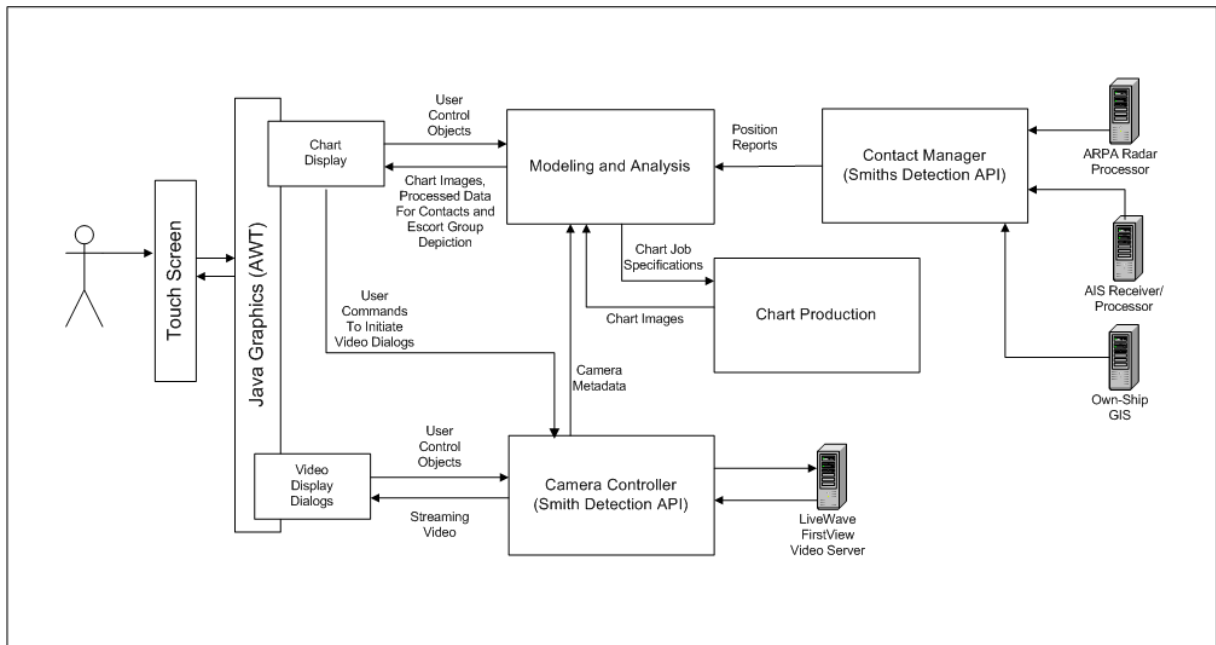 User
Control
Objects
Chart
Display
Chart Images,
Processed Data
For Contacts and
Escort Group
Depiction
Modeling and Analysis
Position
Reports
Contact Manager
(Smiths Detection API)
ARPA Radar
Processor
AIS Receiver/
Processor
Own-Ship
GIS
Touch Screen
Java Graphics (AWT)
Chart Job
Specifications
Chart Images
Chart Production
User
Commands
To Initiate
Video Dialogs
Camera
Metadata
User
Control
Objects
Video
Display
Dialogs
Streaming
Video
Camera Controller
(Smith Detection API)
LiveWave
FirstView
Video Server